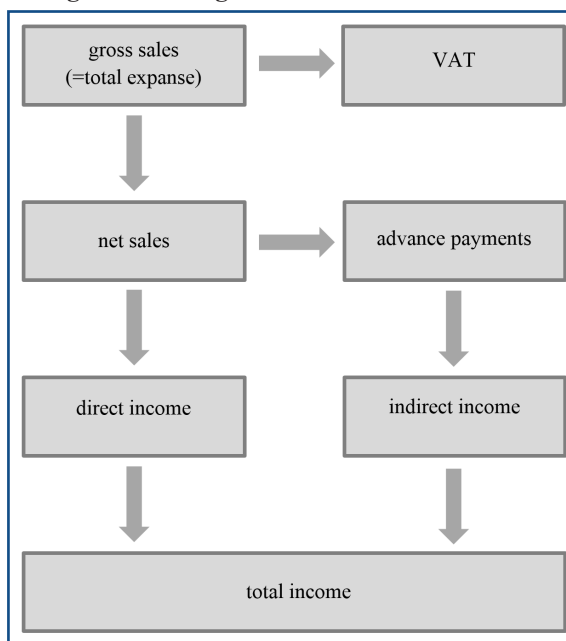 gross sales
(=total expanse)
VAT
net sales
advance payments
direct income
indirect income
total income